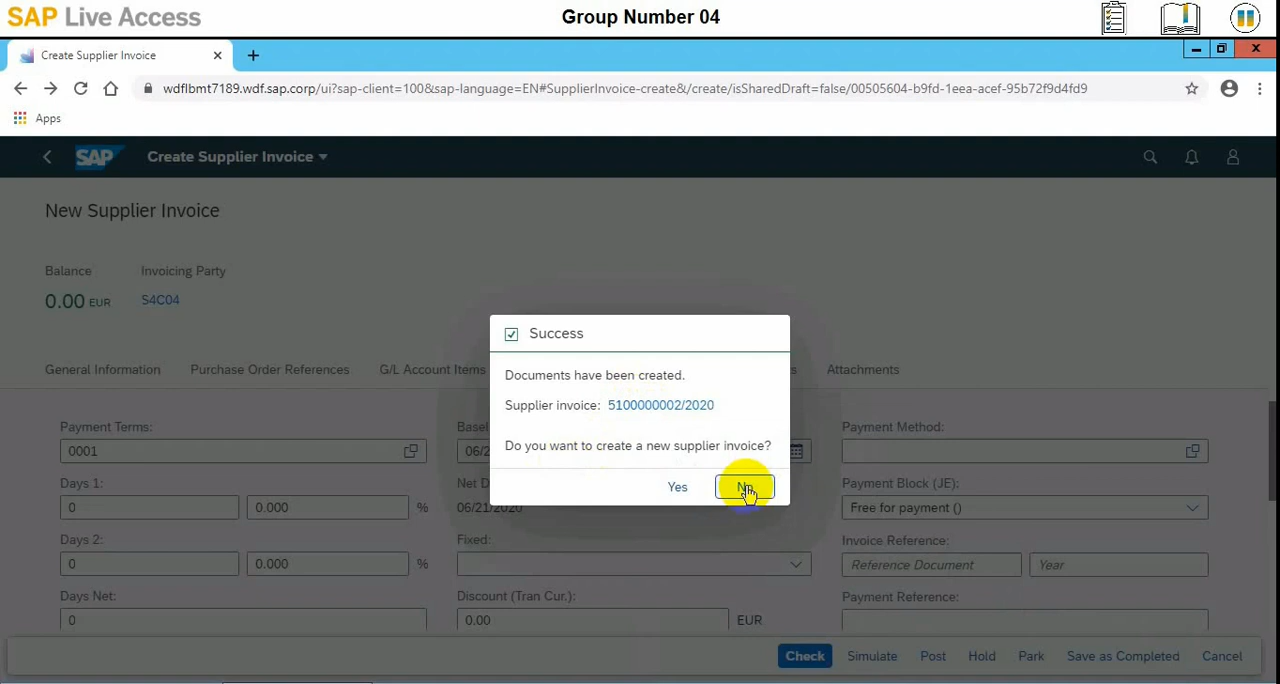 SAP Live Access
Group Number 04
Create Supplier Invoice
wdflbmt7189.wdf.sap.corp/ui?sap-client=100&sap-language=EN#SupplierInvoice-create&/create/isSharedDraft=false/00505604-b9fd-1eea-acef-95b72f9d4fd9
Apps
SAP Create Supplier Invoice
New Supplier Invoice
Balance Invoicing Party
0.00 EUR S4C04
General Information Purchase Order References G/L Account Items Attachments
Success
Documents have been created.
Supplier invoice: 5100000002/2020
Do you want to create a new supplier invoice?
Yes No
Payment Terms: Payment Method:
0001 06/2
Days 1: Payment Block (JE):
0 0.000 % 06/21/2020 Free for payment ()
Days 2: Fixed: Invoice Reference:
0 0.000 % Reference Document Year
Days Net: Discount (Tran Cur.): Payment Reference:
0 0.00 EUR
Check Simulate Post Hold Park Save as Completed Cancel